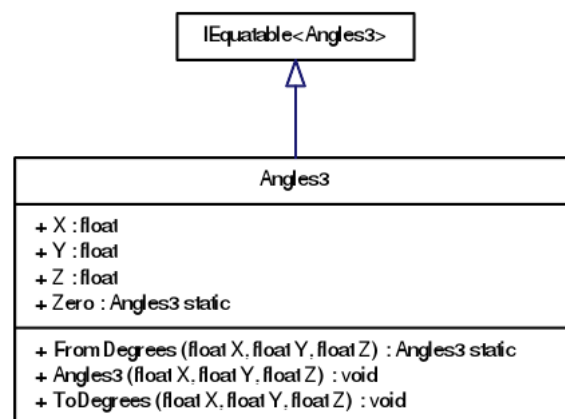 IEquatable<Angles3>
Angles3
+ X : float
+ Y : float
+ Z : float
+ Zero : Angles3 static
+ FromDegrees (float X, float Y, float Z) : Angles3 static
+ Angles3 (float X, float Y, float Z) : void
+ ToDegrees (float X, float Y, float Z) : void